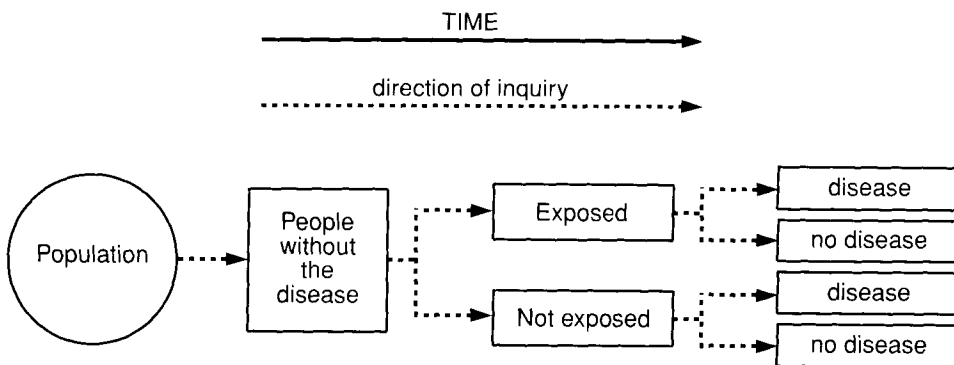 TIME
direction of inquiry
Population
People
without
the
disease
Exposed
Not exposed
disease
no disease
disease
no disease